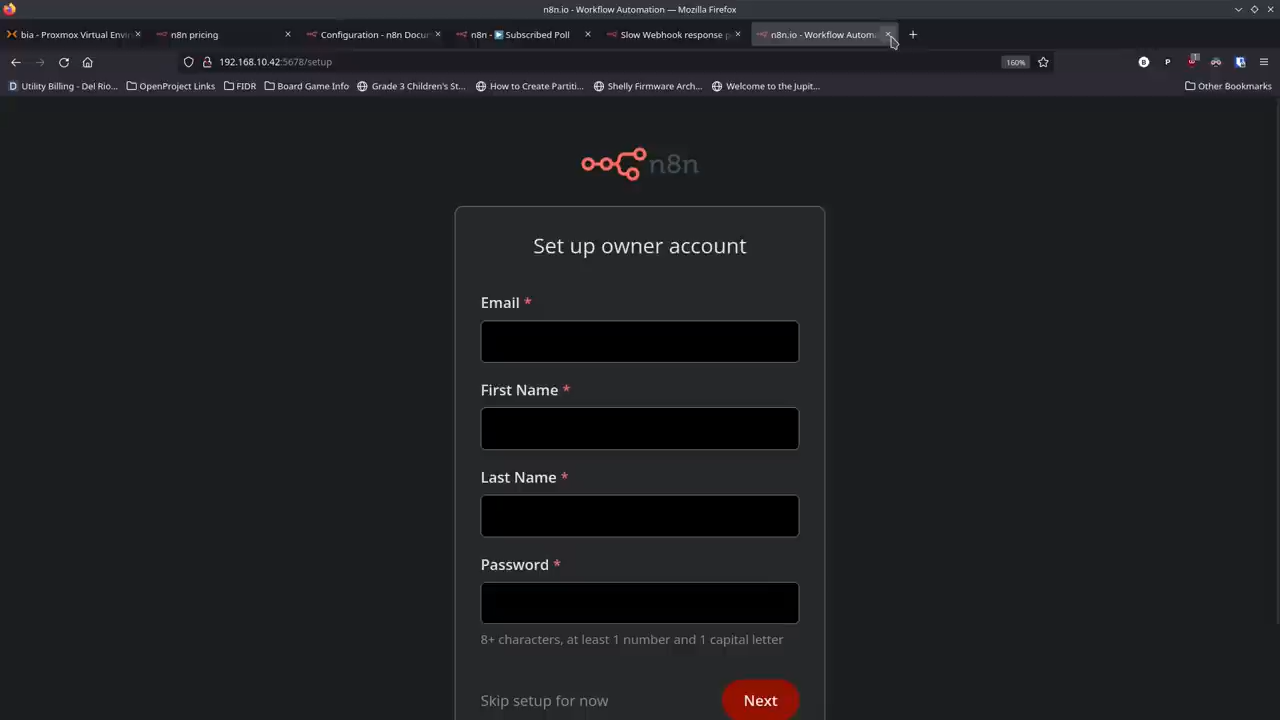 n8n.io - Workflow Automation — Mozilla Firefox
bia - Proxmox Virtual Envir
n8n pricing
Configuration - n8n Docum
n8n - ▶ Subscribed Poll
Slow Webhook response p
n8n.io - Workflow Autom
192.168.10.42:5678/setup
160%
Utility Billing - Del Rio...
OpenProject Links
FIDR
Board Game Info
Grade 3 Children's St...
How to Create Partiti...
Shelly Firmware Arch...
Welcome to the Jupit...
Other Bookmarks
n8n
Set up owner account
Email *
First Name *
Last Name *
Password *
8+ characters, at least 1 number and 1 capital letter
Skip setup for now
Next